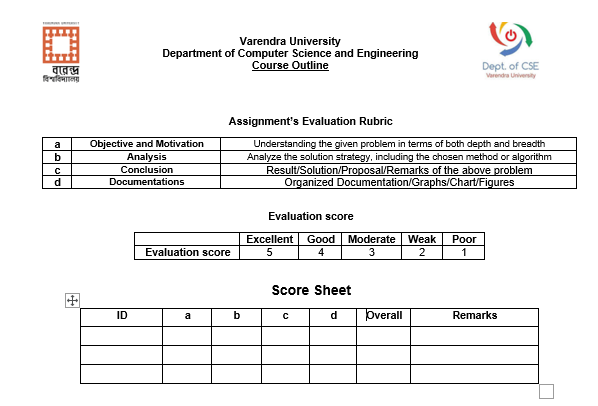 VARENDRA UNIVERSITY
বরেন্দ্র
বিশ্ববিদ্যালয়
Varendra University
Department of Computer Science and Engineering
Course Outline
Dept. of CSE
Varendra University
Assignment's Evaluation Rubric
a Objective and Motivation Understanding the given problem in terms of both depth and breadth
b Analysis Analyze the solution strategy, including the chosen method or algorithm
c Conclusion Result/Solution/Proposal/Remarks of the above problem
d Documentations Organized Documentation/Graphs/Chart/Figures
Evaluation score
Excellent Good Moderate Weak Poor
Evaluation score 5 4 3 2 1
Score Sheet
ID a b c d Overall Remarks